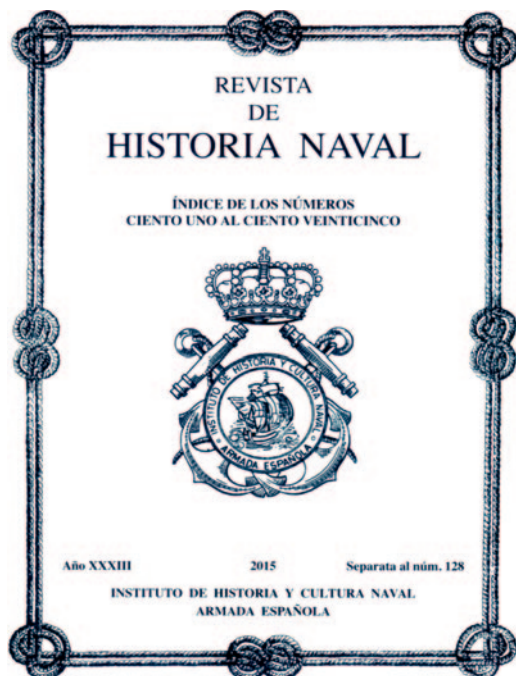 REVISTA
DE
HISTORIA NAVAL
ÍNDICE DE LOS NÚMEROS
CIENTO UNO AL CIENTO VEINTICINCO
INSTITUTO DE HISTORIA Y CULTURA NAVAL
ARMADA ESPAÑOLA
Año XXXIII 2015 Separata al núm. 128
INSTITUTO DE HISTORIA Y CULTURA NAVAL
ARMADA ESPAÑOLA